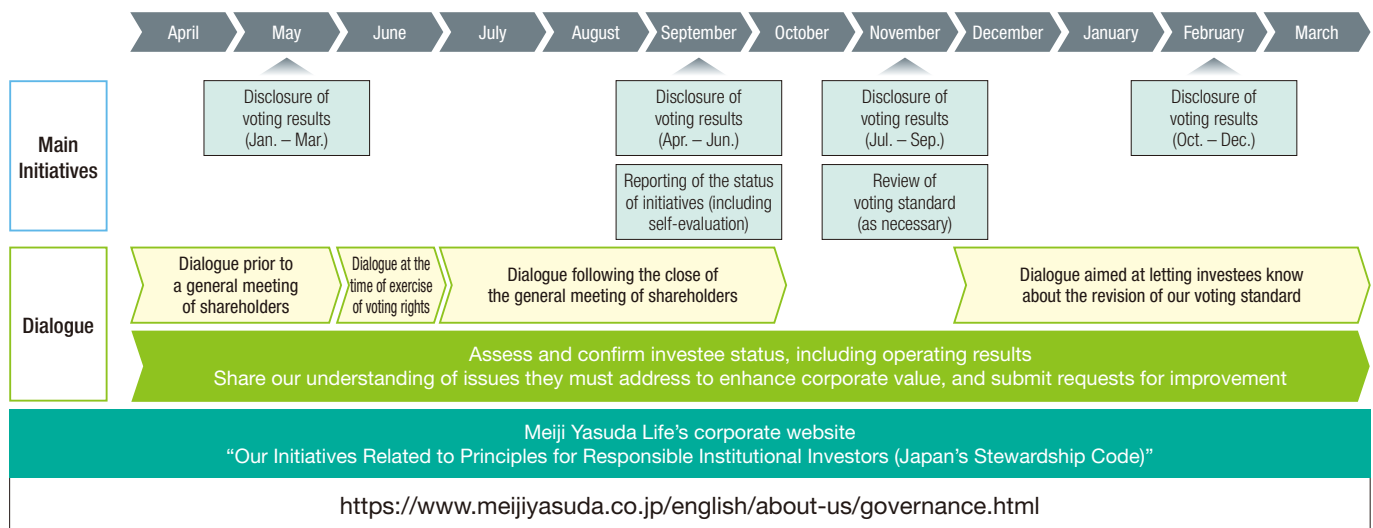 April May June July August September October November December January February March
Main
Initiatives
Disclosure of
voting results
(Jan. – Mar.)
Disclosure of
voting results
(Apr. – Jun.)
Disclosure of
voting results
(Jul. – Sep.)
Disclosure of
voting results
(Oct. – Dec.)
Reporting of the status
of initiatives (including
self-evaluation)
Review of
voting standard
(as necessary)
Dialogue
Dialogue prior to
a general meeting
of shareholders
Dialogue at the
time of exercise
of voting rights
Dialogue following the close of
the general meeting of shareholders
Dialogue aimed at letting investees know
about the revision of our voting standard
Assess and confirm investee status, including operating results
Share our understanding of issues they must address to enhance corporate value, and submit requests for improvement
Meiji Yasuda Life’s corporate website
“Our Initiatives Related to Principles for Responsible Institutional Investors (Japan’s Stewardship Code)”
https://www.meijiyasuda.co.jp/english/about-us/governance.html